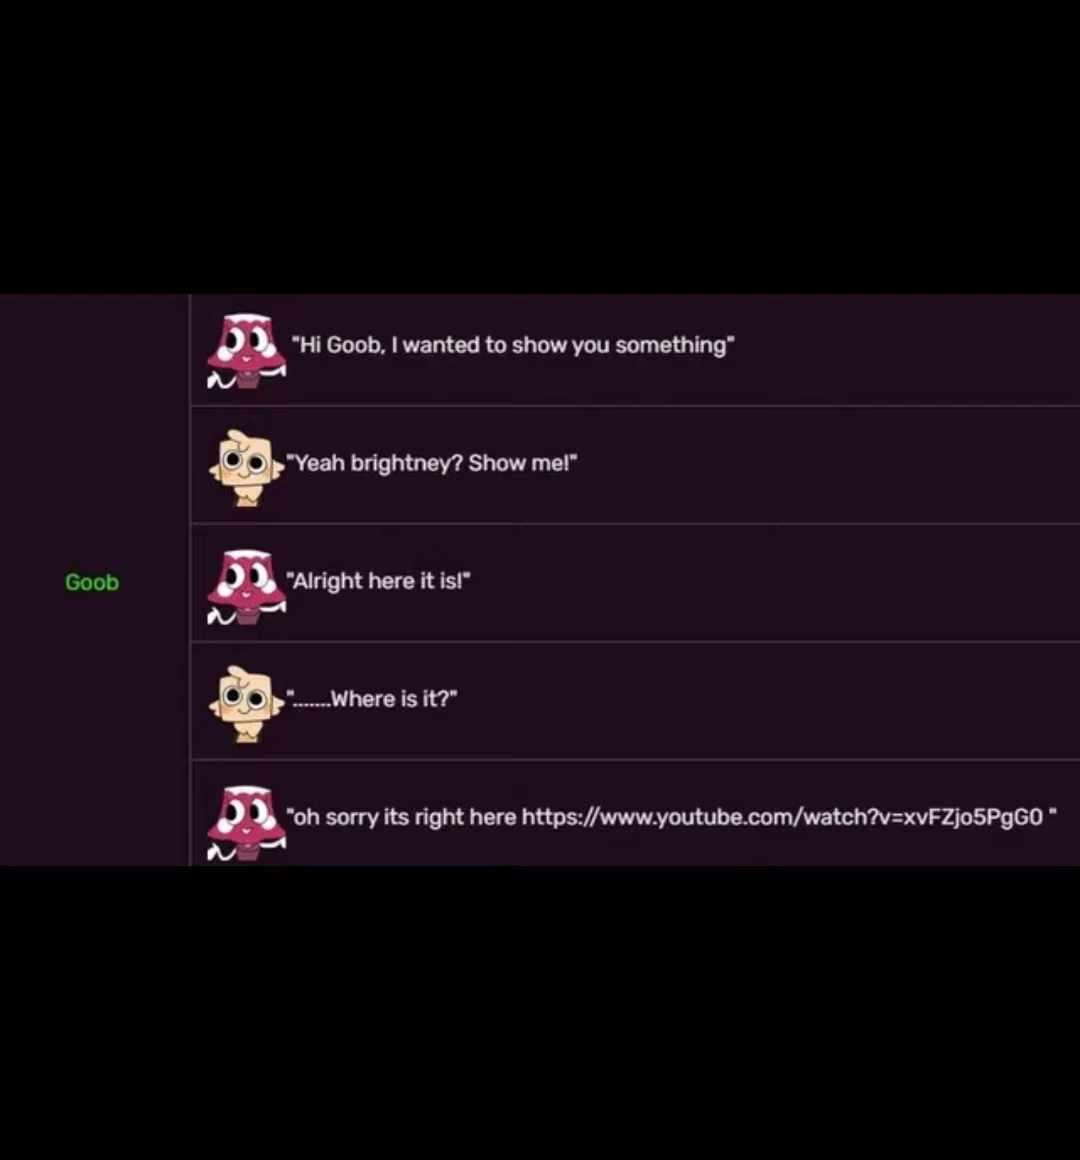 "Hi Goob, I wanted to show you something"
"Yeah brightney? Show me!"
Goob
"Alright here it is!"
".......Where is it?"
"oh sorry its right here https://www.youtube.com/watch?v=xvFZjo5PgG0 "